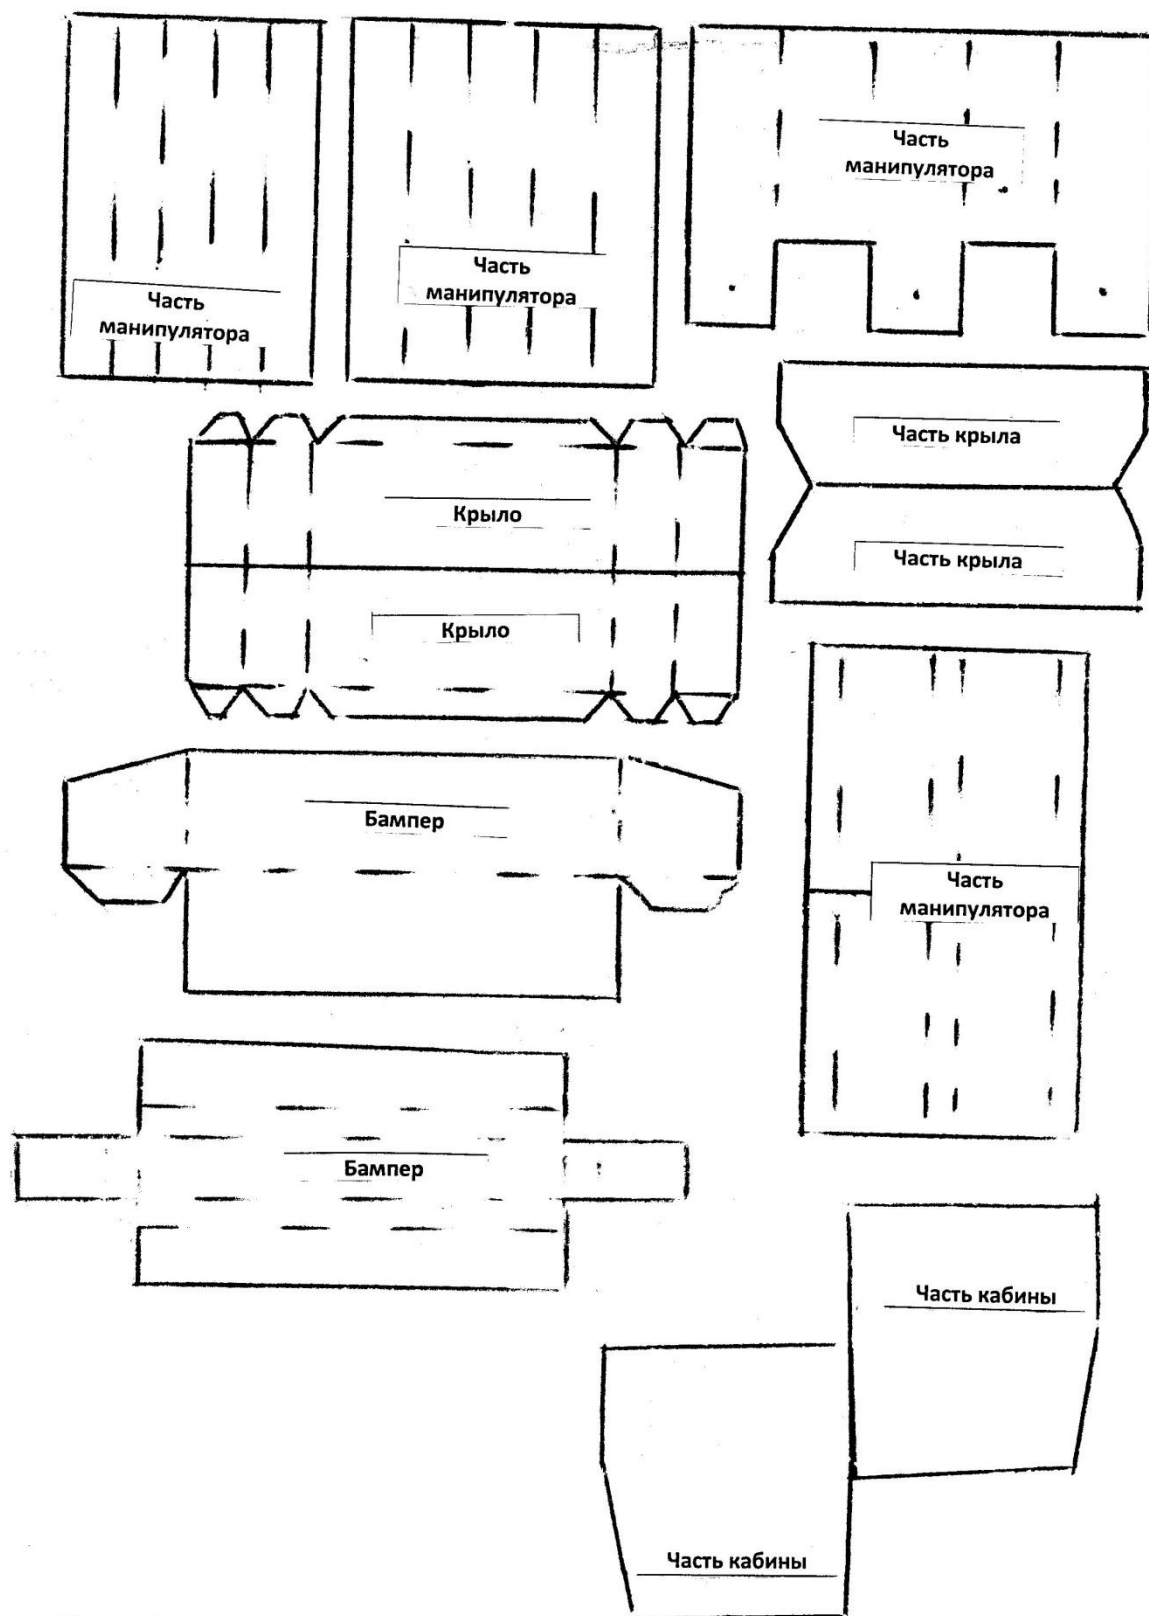 Часть
манипулятора
Часть
манипулятора
Часть
манипулятора
Часть крыла
Крыло
Часть крыла
Крыло
Бампер
Часть
манипулятора
Бампер
Часть кабины
Часть кабины